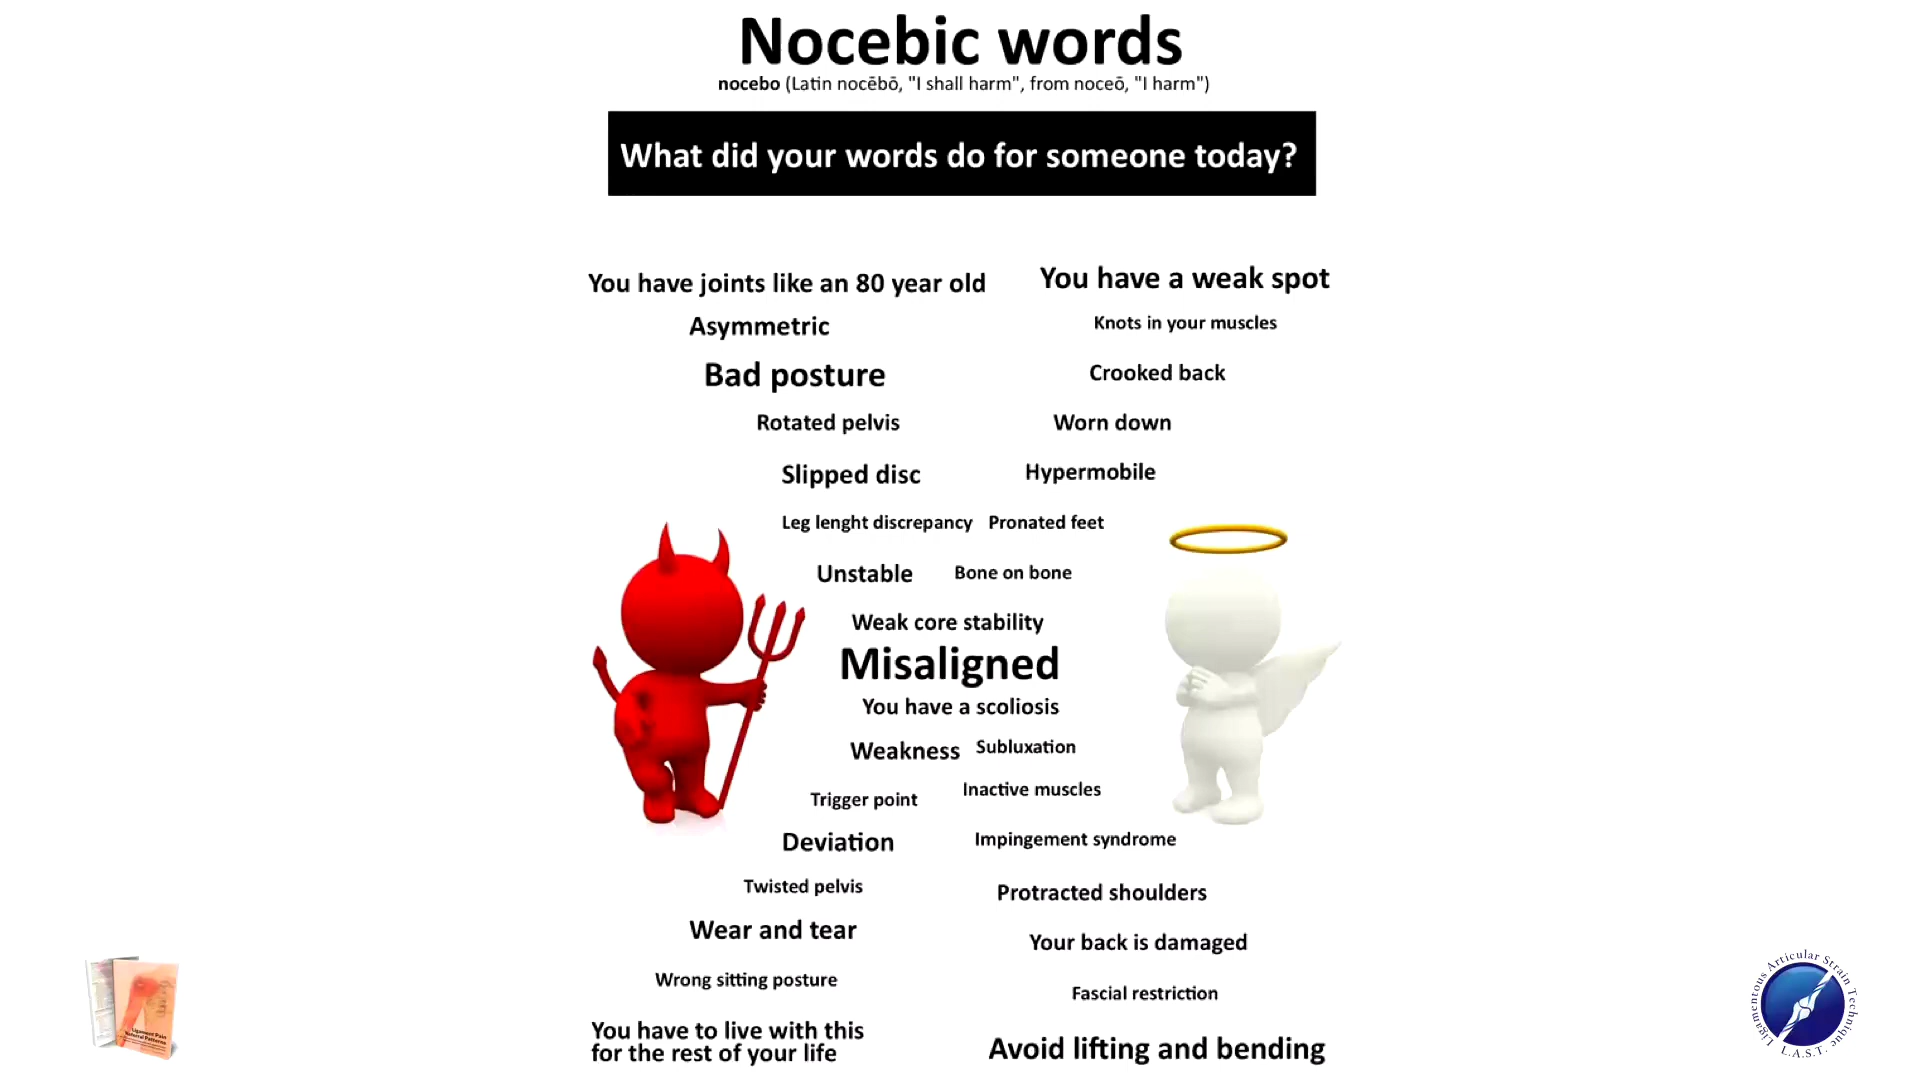 Nocebic words
nocebo (Latin nocēbō, "I shall harm", from noceō, "I harm")
What did your words do for someone today?
You have joints like an 80 year old
You have a weak spot
Asymmetric
Knots in your muscles
Bad posture
Crooked back
Rotated pelvis
Worn down
Slipped disc
Hypermobile
Leg lenght discrepancy
Pronated feet
Unstable
Bone on bone
Weak core stability
Misaligned
You have a scoliosis
Weakness
Subluxation
Trigger point
Inactive muscles
Deviation
Impingement syndrome
Twisted pelvis
Protracted shoulders
Wear and tear
Your back is damaged
Wrong sitting posture
Fascial restriction
You have to live with this
for the rest of your life
Avoid lifting and bending
Ligament Pain
Referral Patterns
Ligamentous Articular Strain Technique
L.A.S.T.